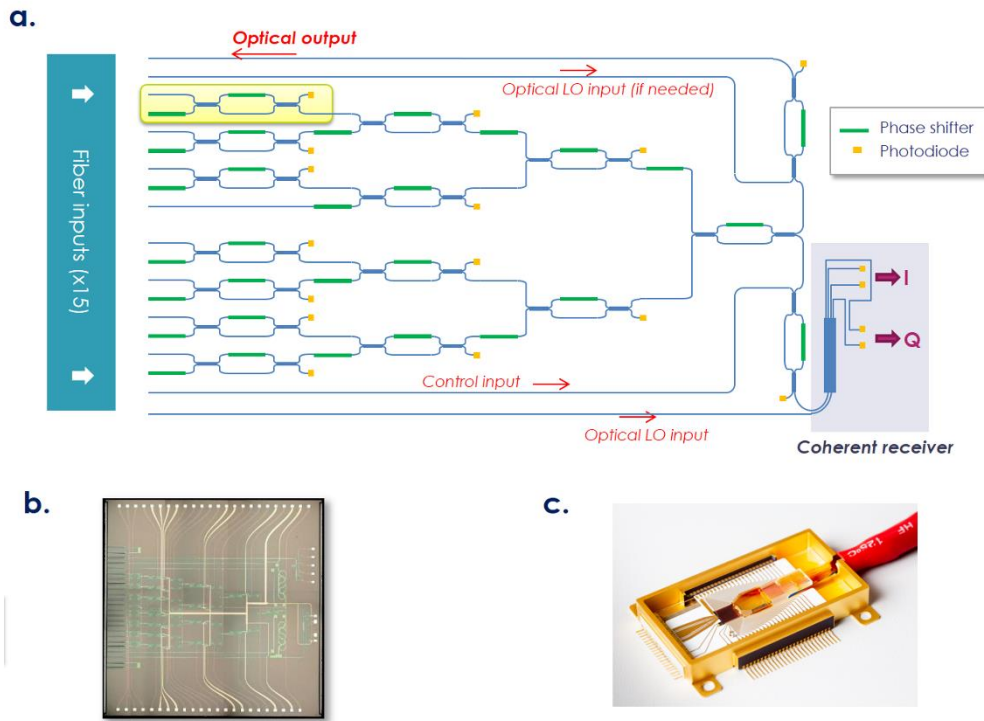 a.
Optical output
Optical LO input (if needed)
Phase shifter
Photodiode
Fiber inputs (x15)
I
Q
Control input
Optical LO input
Coherent receiver
b.
c.
HF